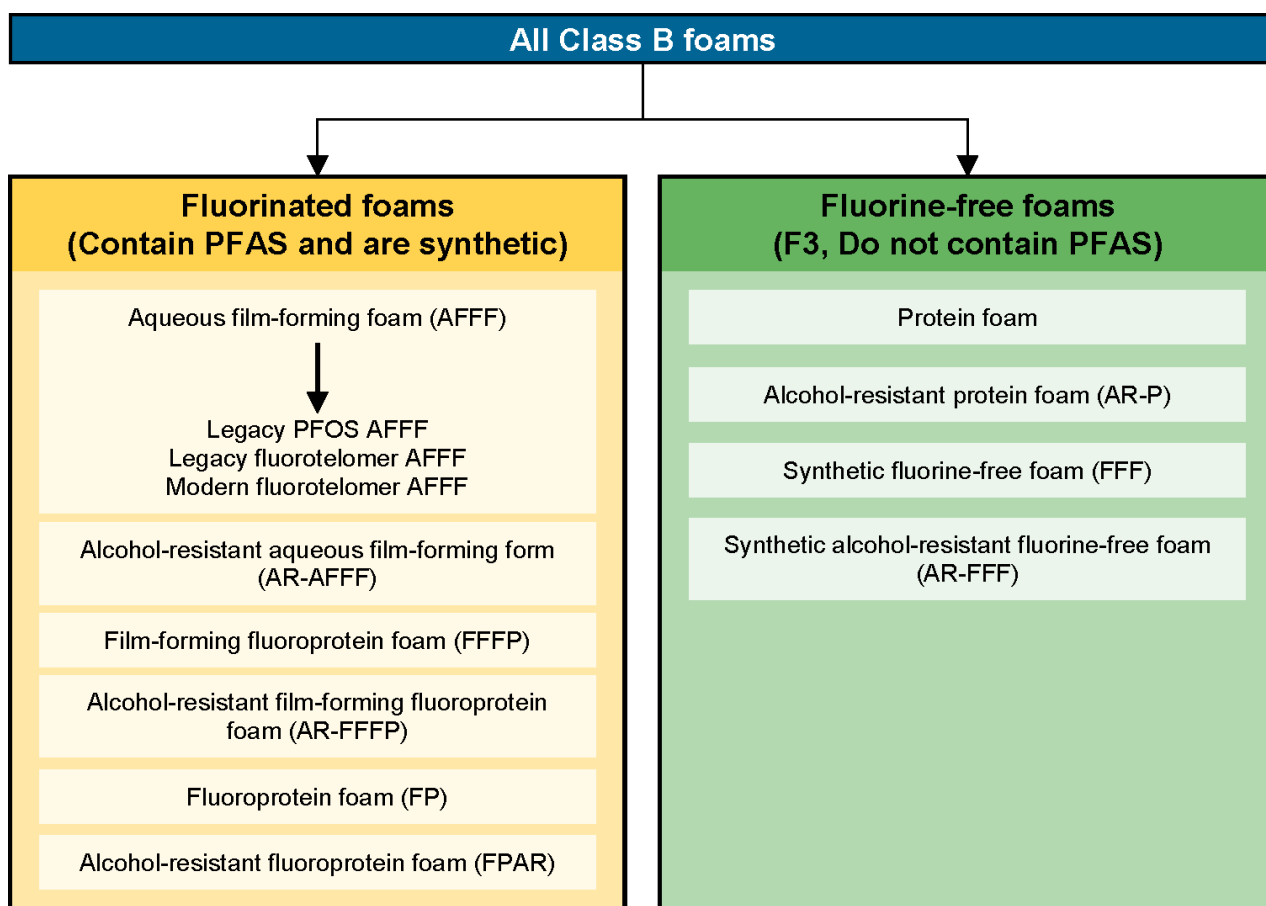 All Class B foams
Fluorinated foams
(Contain PFAS and are synthetic)
Aqueous film-forming foam (AFFF)
Legacy PFOS AFFF
Legacy fluorotelomer AFFF
Modern fluorotelomer AFFF
Alcohol-resistant aqueous film-forming form
(AR-AFFF)
Film-forming fluoroprotein foam (FFFP)
Alcohol-resistant film-forming fluoroprotein
foam (AR-FFFP)
Fluoroprotein foam (FP)
Alcohol-resistant fluoroprotein foam (FPAR)
Fluorine-free foams
(F3, Do not contain PFAS)
Protein foam
Alcohol-resistant protein foam (AR-P)
Synthetic fluorine-free foam (FFF)
Synthetic alcohol-resistant fluorine-free foam
(AR-FFF)